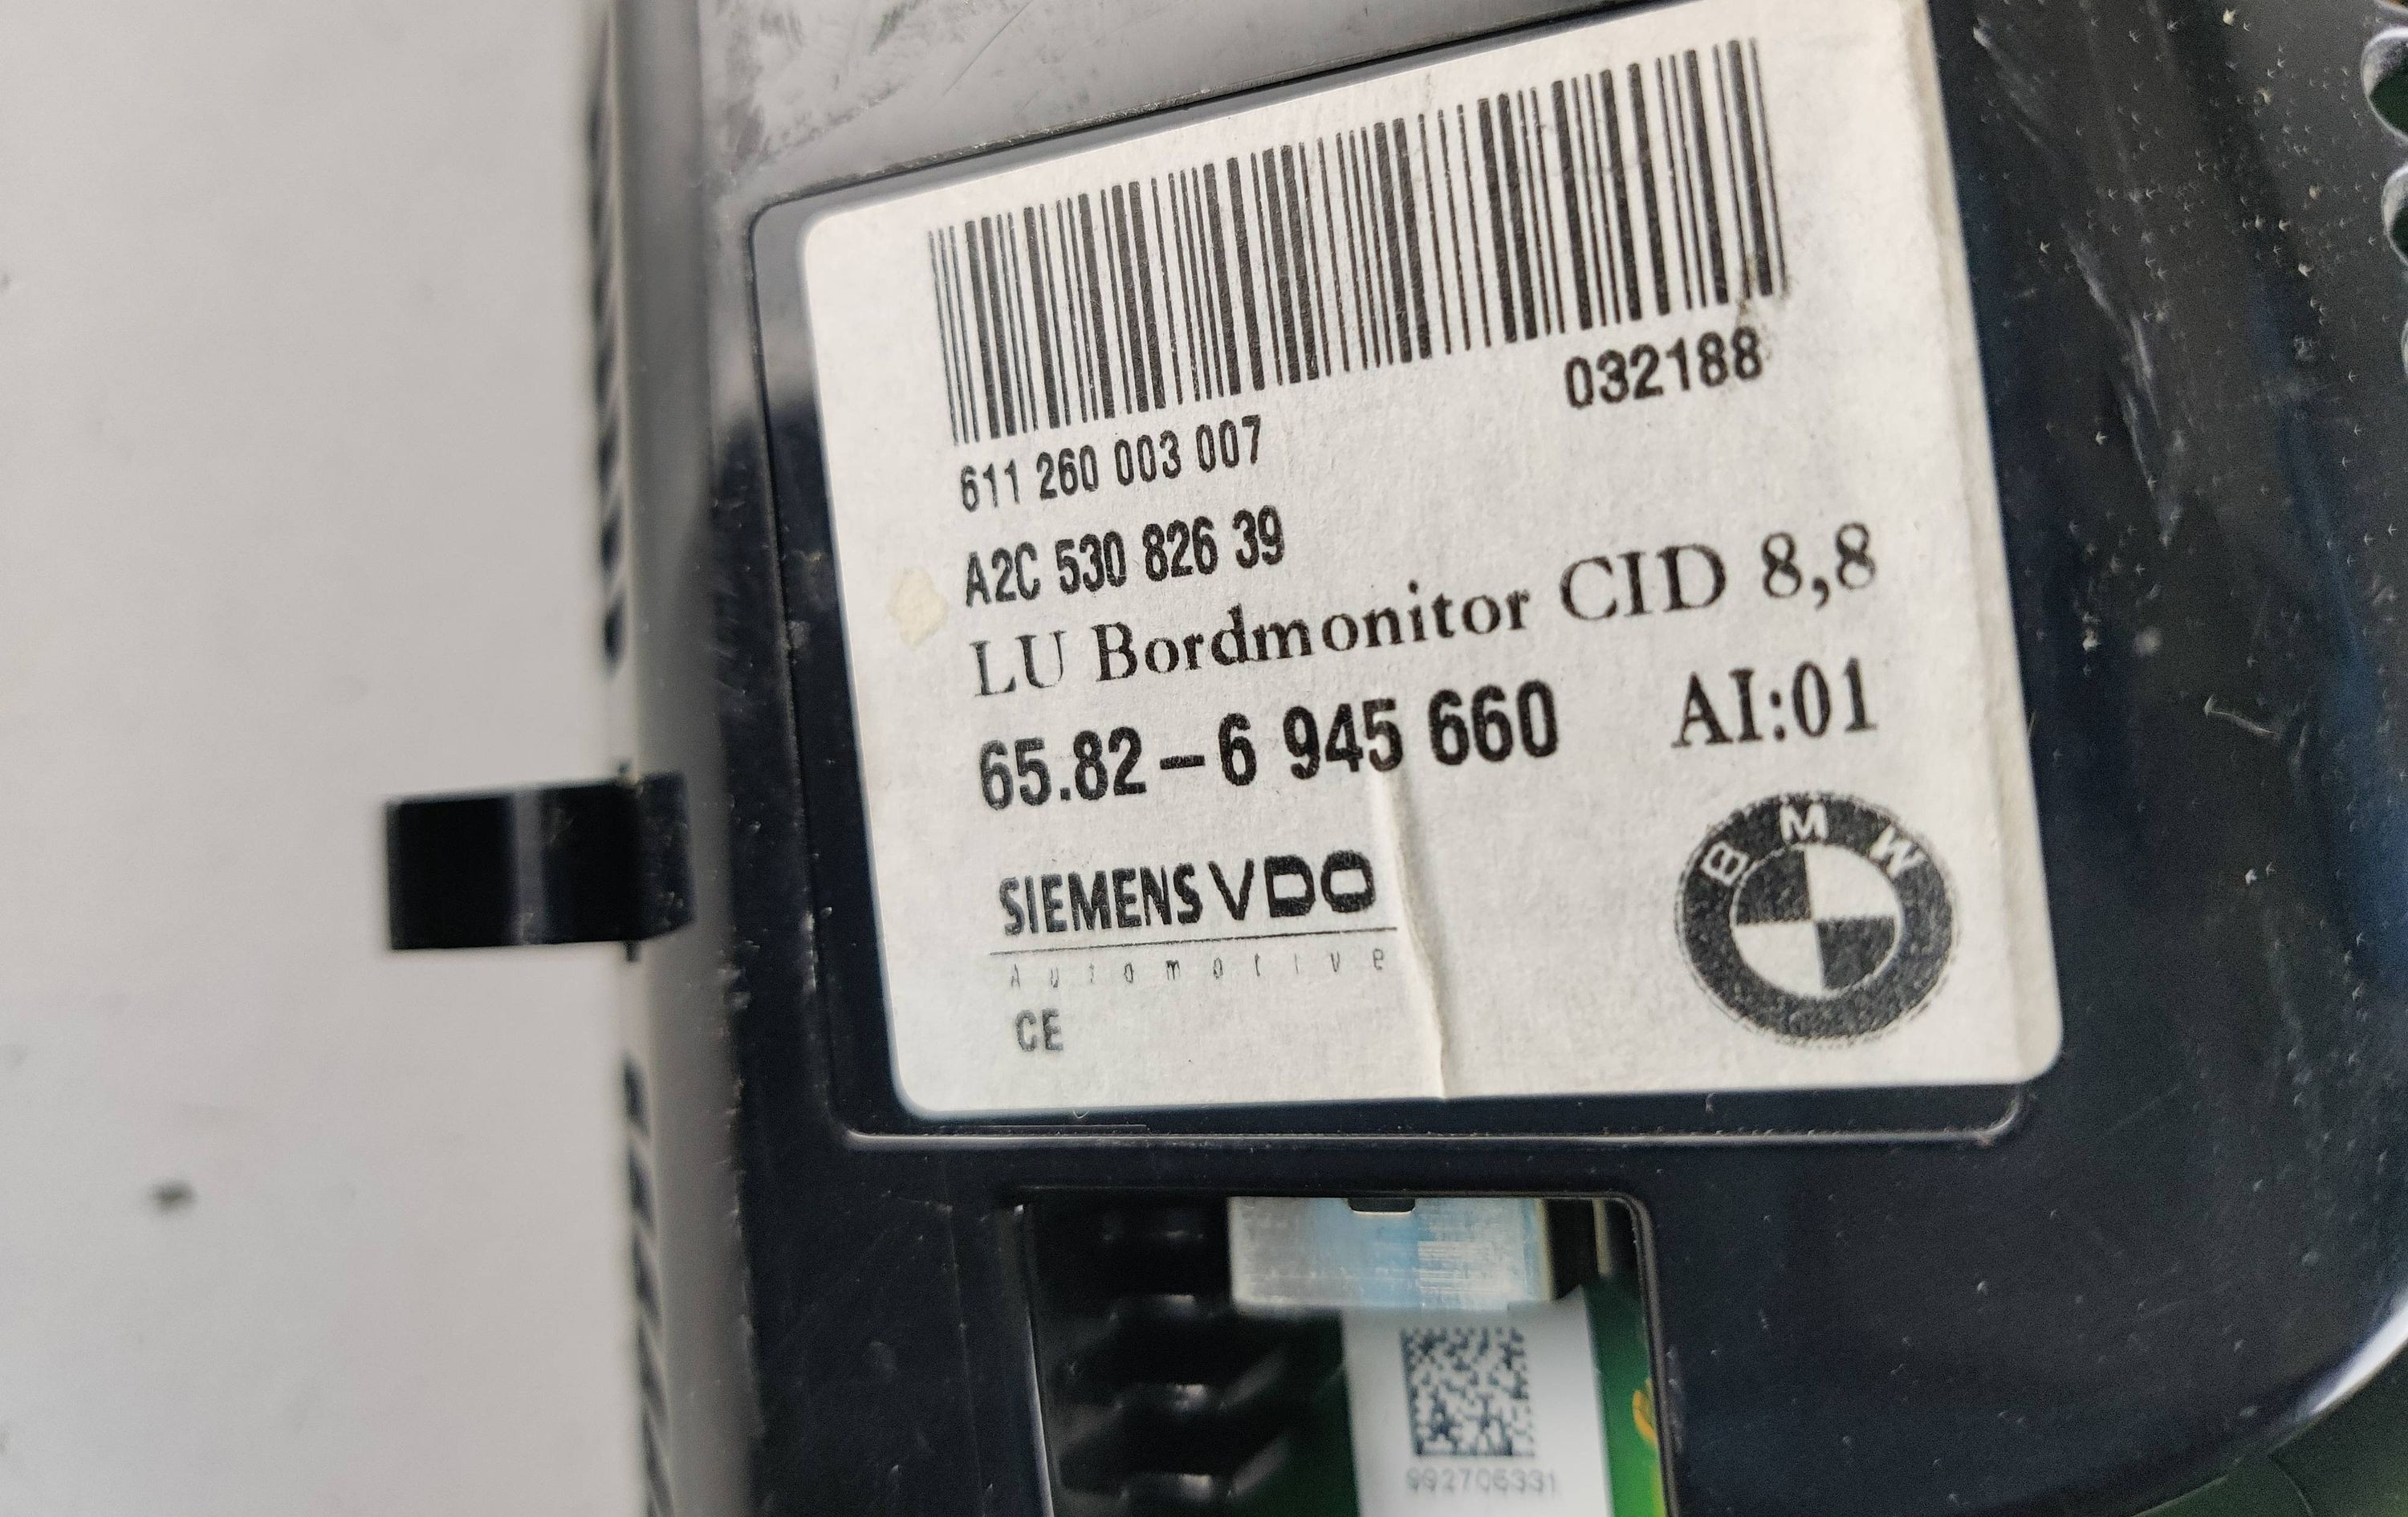 032188
611 260 003 007
A2C 530 826 39
LU Bordmonitor CID 8,8
65.82-6 945 660 AI:01
SIEMENS VDO
Automotive
CE
BMW
992706331